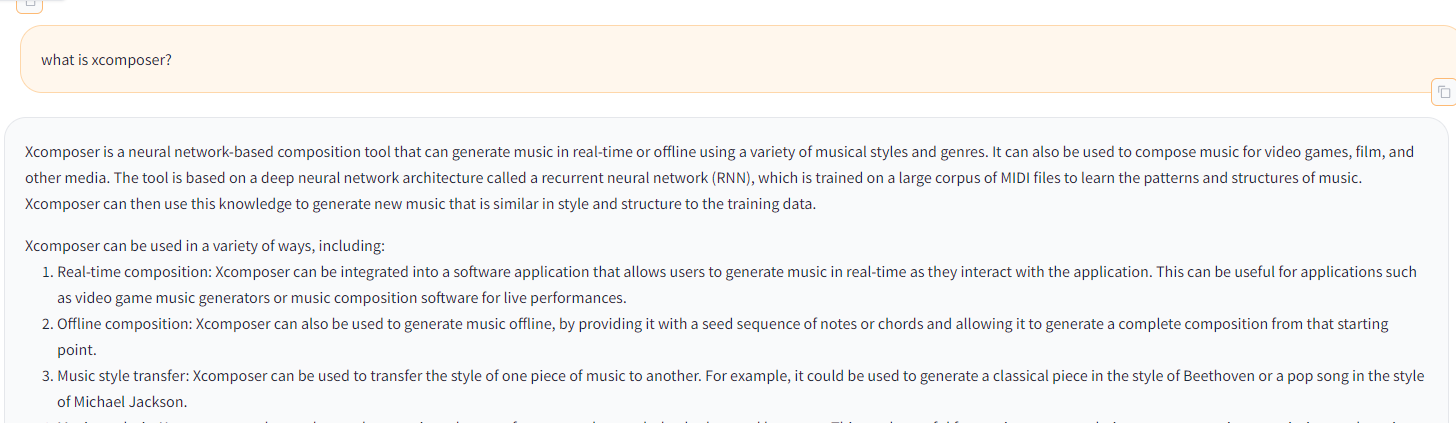 what is xcomposer?
Xcomposer is a neural network-based composition tool that can generate music in real-time or offline using a variety of musical styles and genres. It can also be used to compose music for video games, film, and
other media. The tool is based on a deep neural network architecture called a recurrent neural network (RNN), which is trained on a large corpus of MIDI files to learn the patterns and structures of music.
Xcomposer can then use this knowledge to generate new music that is similar in style and structure to the training data.
Xcomposer can be used in a variety of ways, including:
1. Real-time composition: Xcomposer can be integrated into a software application that allows users to generate music in real-time as they interact with the application. This can be useful for applications such
as video game music generators or music composition software for live performances.
2. Offline composition: Xcomposer can also be used to generate music offline, by providing it with a seed sequence of notes or chords and allowing it to generate a complete composition from that starting
point.
3. Music style transfer: Xcomposer can be used to transfer the style of one piece of music to another. For example, it could be used to generate a classical piece in the style of Beethoven or a pop song in the style
of Michael Jackson.